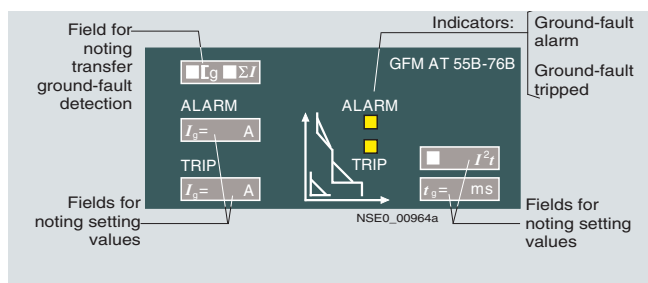 Field for
noting
transfer
ground-fault
detection
Indicators:
Ground-fault
alarm
Ground-fault
tripped
GFM AT 55B-76B
g ΣI
ALARM
Ig= A
TRIP
Ig= A
ALARM
TRIP
I²t
tg= ms
NSE0_00964a
Fields for
noting setting
values
Fields for
noting setting
values